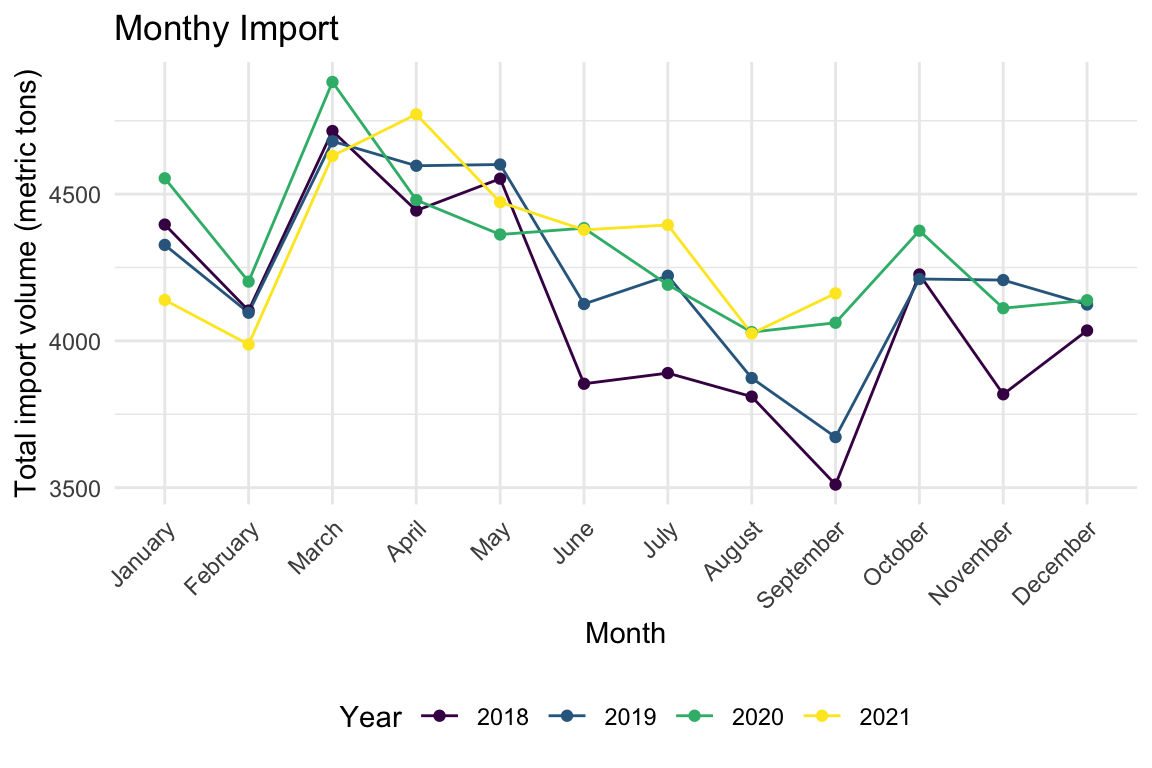 Monthy Import
Total import volume (metric tons)
4500
4000
3500
January
February
March
April
May
June
July
August
September
October
November
December
Month
Year 2018 2019 2020 2021